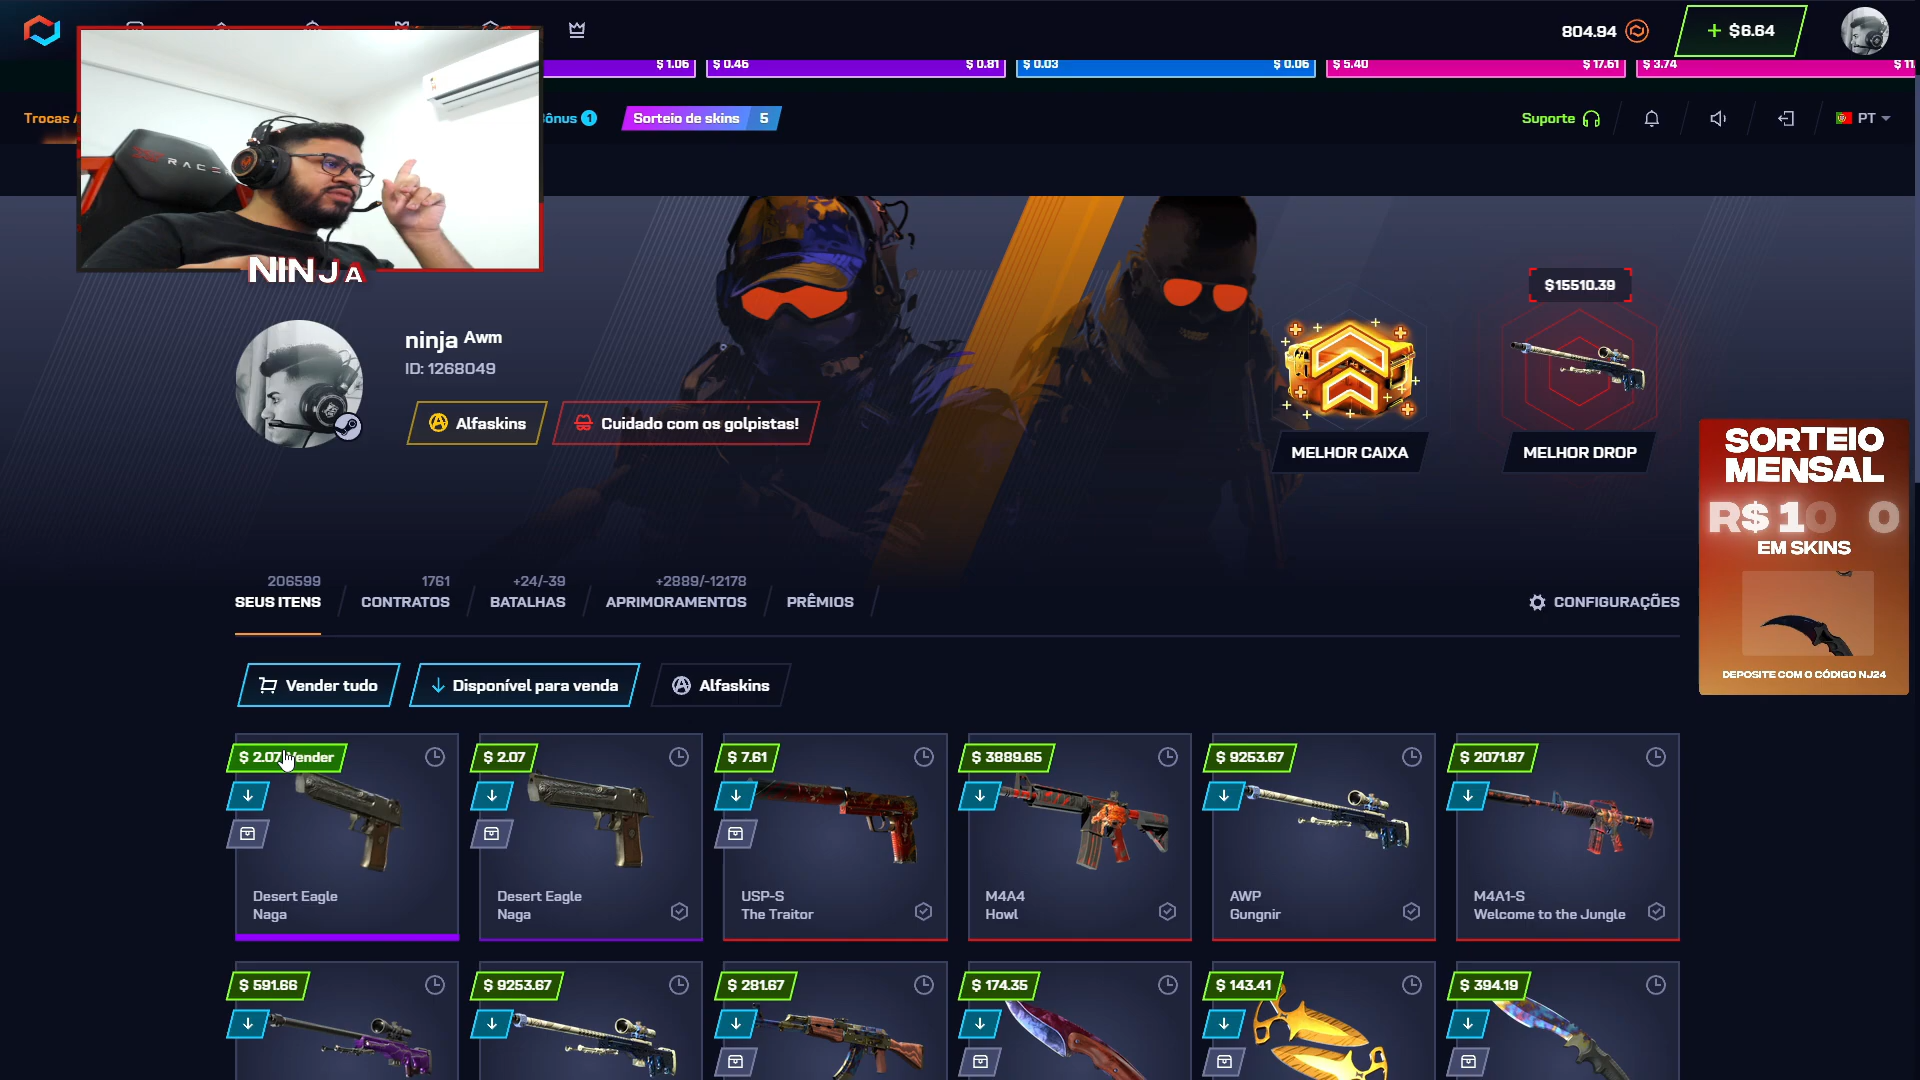 804.94
+ $6.64
$ 1.06
$ 0.46
$ 0.81
$ 0.03
$ 0.06
$ 5.40
$ 17.61
$ 3.74
Trocas
ônus 1
Sorteio de skins 5
Suporte
PT
RACE
NINJA
ninja Awm
ID: 1268049
Alfaskins
Cuidado com os golpistas!
$15510.39
MELHOR CAIXA
MELHOR DROP
SORTEIO
MENSAL
R$ 10 0
EM SKINS
DEPOSITE COM O CÓDIGO NJ24
206599
SEUS ITENS
1761
CONTRATOS
+24/-39
BATALHAS
+2889/-12178
APRIMORAMENTOS
PRÊMIOS
CONFIGURAÇÕES
Vender tudo
Disponível para venda
Alfaskins
$ 2.07 Vender
$ 2.07
$ 7.61
$ 3889.65
$ 9253.67
$ 2071.87
Desert Eagle
Naga
Desert Eagle
Naga
USP-S
The Traitor
M4A4
Howl
AWP
Gungnir
M4A1-S
Welcome to the Jungle
$ 591.66
$ 9253.67
$ 281.67
$ 174.35
$ 143.41
$ 394.19